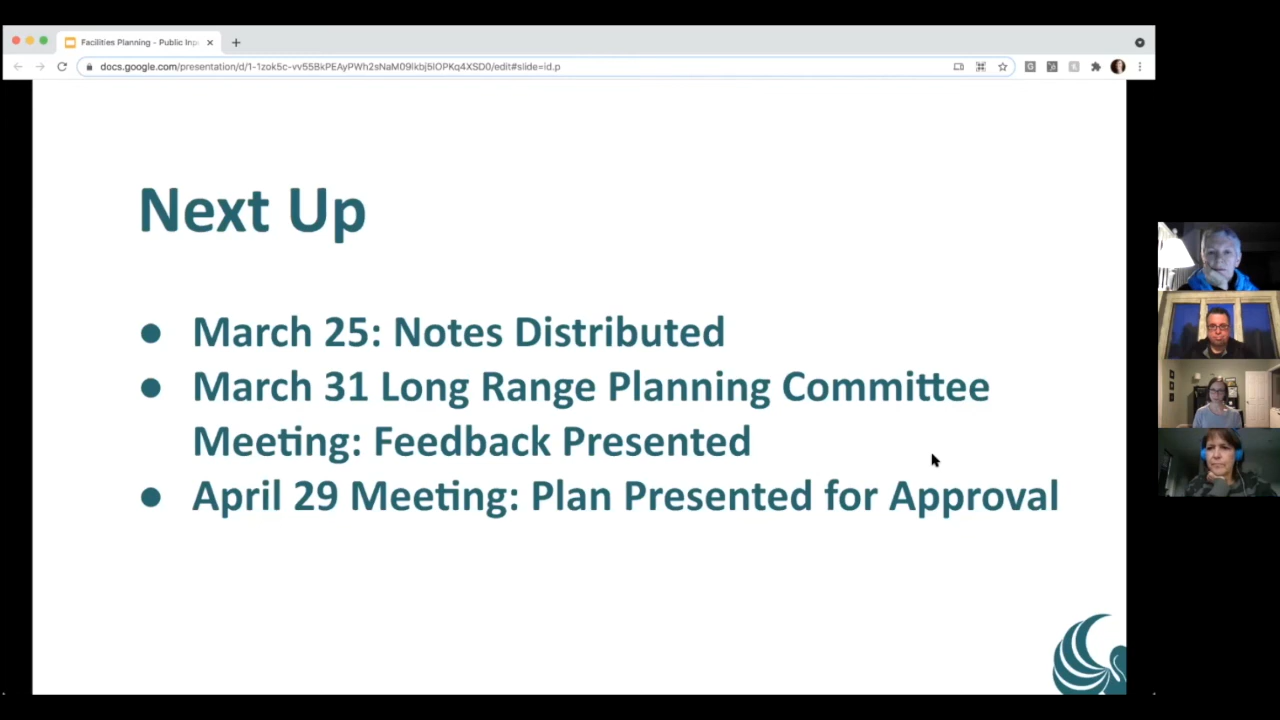 Facilities Planning - Public Inp
docs.google.com/presentation/d/1-1zok5c-vv55BkPEAyPWh2sNaM09lkbj5lOPKq4XSD0/edit#slide=id.p
Next Up
● March 25: Notes Distributed
● March 31 Long Range Planning Committee
Meeting: Feedback Presented
● April 29 Meeting: Plan Presented for Approval